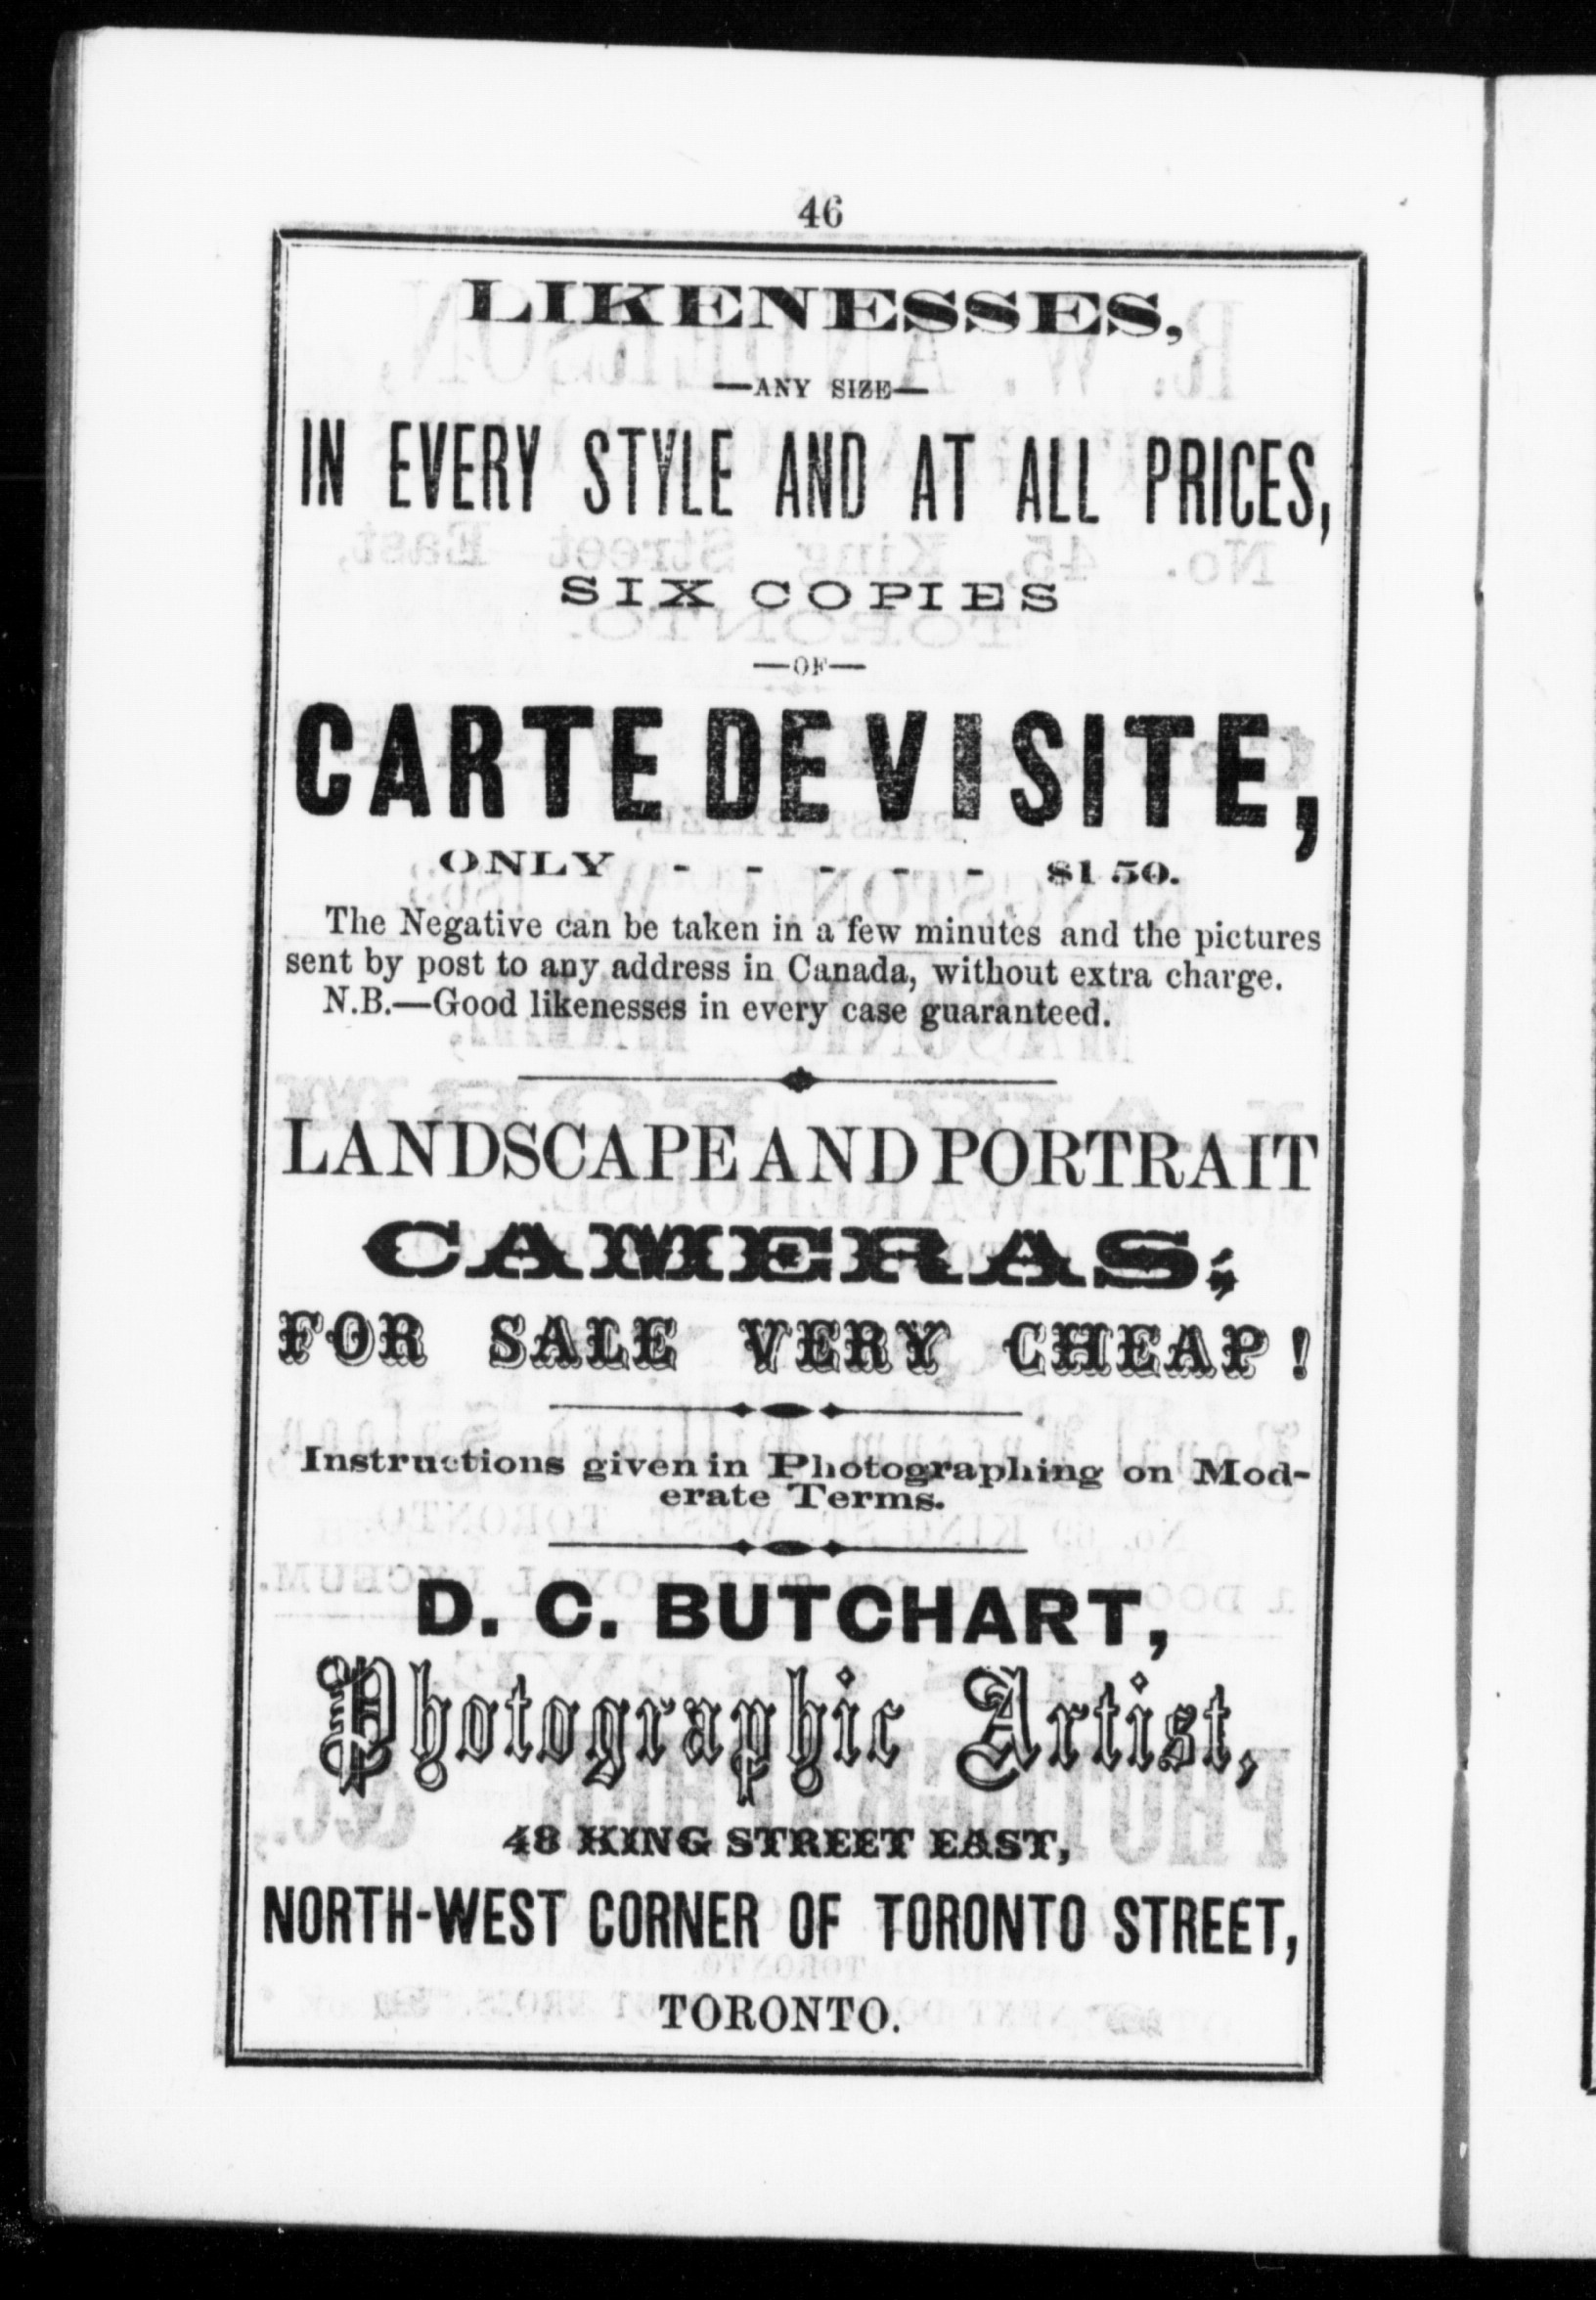 46
LIKENESSES,
—ANY SIZE—
IN EVERY STYLE AND AT ALL PRICES,
SIX COPIES
—OF—
CARTE DE VISITE,
ONLY - - - - - $1 50.
The Negative can be taken in a few minutes and the pictures
sent by post to any address in Canada, without extra charge.
N.B.—Good likenesses in every case guaranteed.
LANDSCAPE AND PORTRAIT
CAMERAS,
FOR SALE VERY CHEAP!
Instructions given in Photographing on Mod-
erate Terms.
D. C. BUTCHART,
Photographic Artist,
48 KING STREET EAST,
NORTH-WEST CORNER OF TORONTO STREET,
TORONTO.